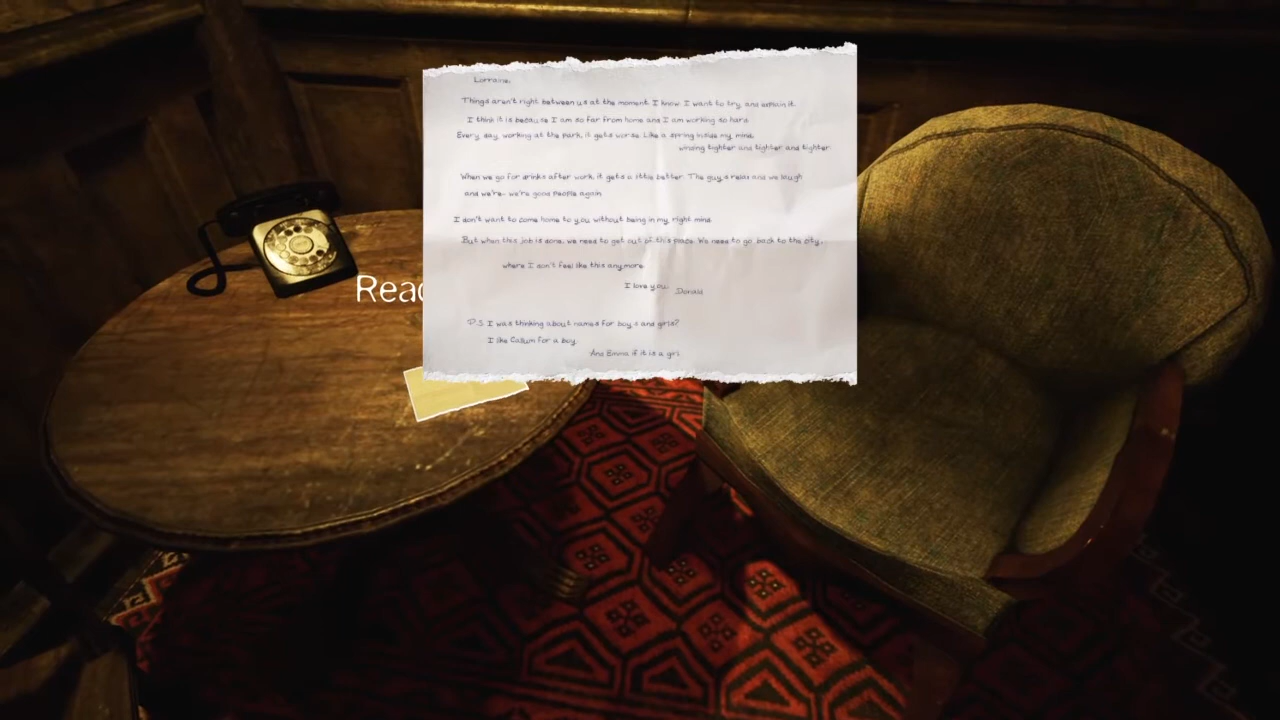 Lorraine,
Things aren't right between us at the moment. I know. I want to try and explain it.
I think it is because I am so far from home and I am working so hard.
Every day, working at the park, it gets worse. Like a spring inside my mind,
winding tighter and tighter and tighter.
When we go for drinks after work, it gets a little better. The guys relax and we laugh
and we're- we're good people again
I don't want to come home to you without being in my right mind.
But when this job is done, we need to get out of this place. We need to go back to the city,
where I don't feel like this anymore.
I love you. Donald
P.S. I was thinking about names for boys and girls?
I like Callum for a boy.
And Emma if it is a girl.
Read